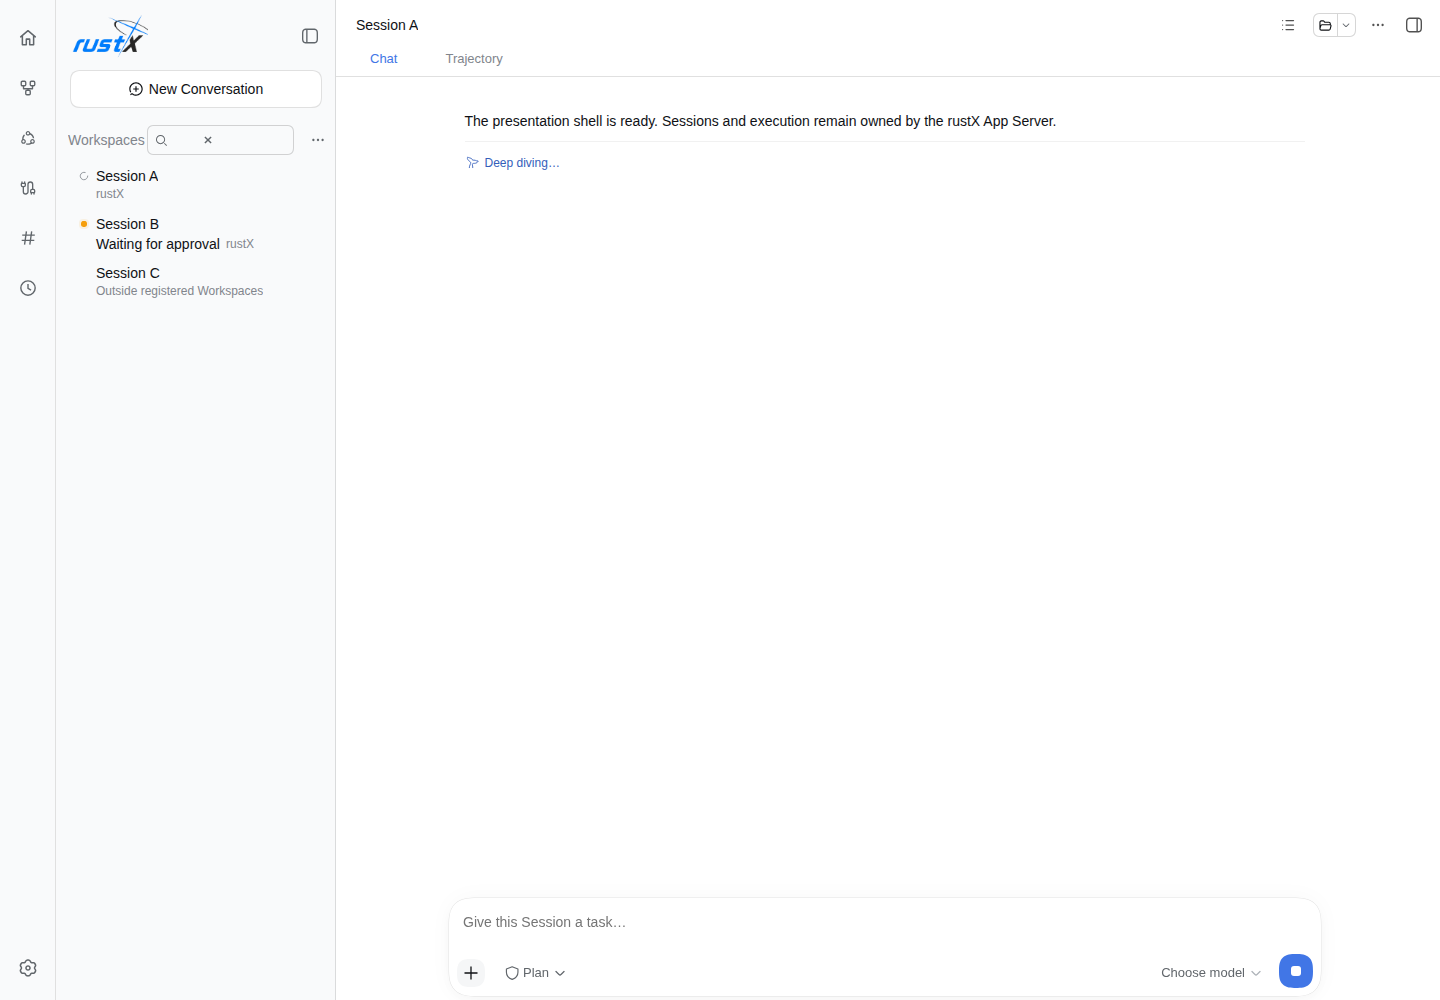 rustX
New Conversation
Workspaces
Session A
rustX
Session B
Waiting for approval rustX
Session C
Outside registered Workspaces
Session A
Chat Trajectory
The presentation shell is ready. Sessions and execution remain owned by the rustX App Server.
Deep diving…
Give this Session a task…
Plan
Choose model